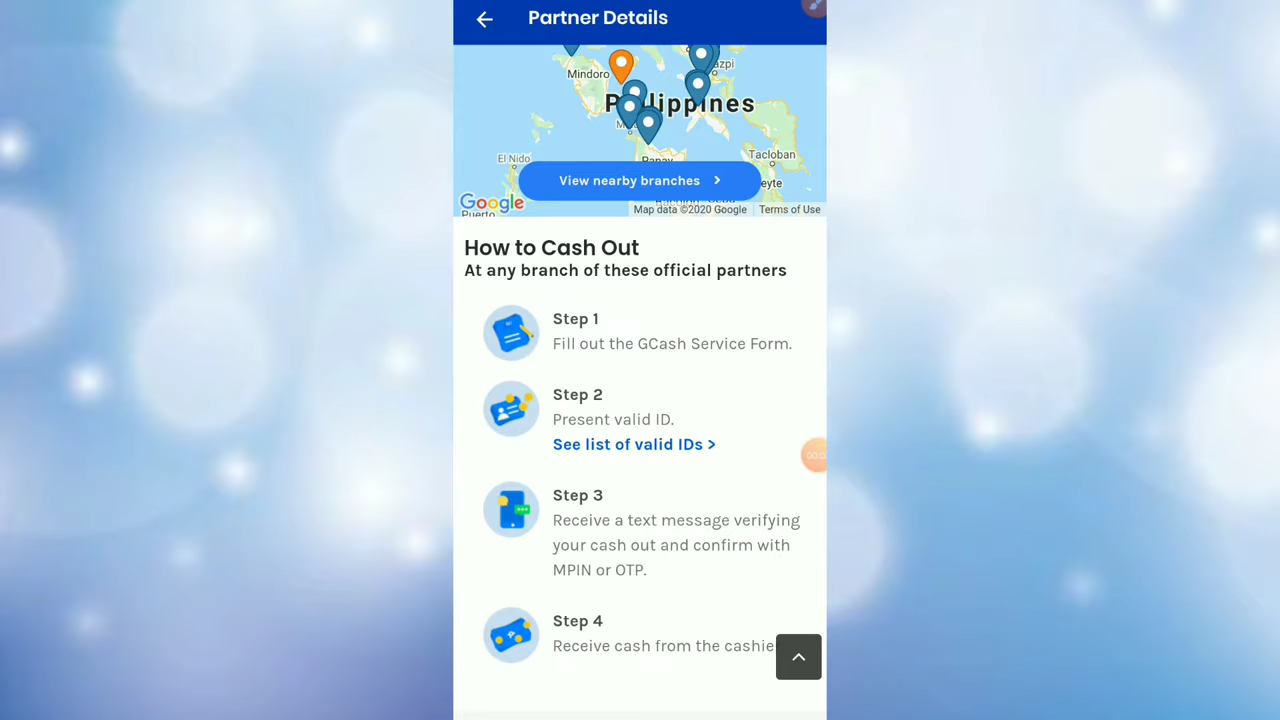 Partner Details
Mindoro
Philippines
El Nido
Tacloban
View nearby branches
Google
Map data ©2020 Google
Terms of Use
How to Cash Out
At any branch of these official partners
Step 1
Fill out the GCash Service Form.
Step 2
Present valid ID.
See list of valid IDs >
Step 3
Receive a text message verifying
your cash out and confirm with
MPIN or OTP.
Step 4
Receive cash from the cashie